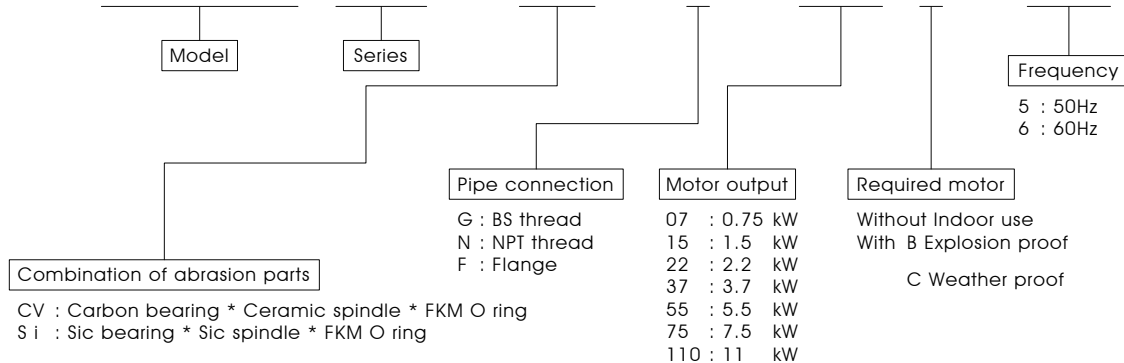 Model
Series
Frequency
5 : 50Hz
6 : 60Hz
Pipe connection
G : BS thread
N : NPT thread
F : Flange
Motor output
07 : 0.75 kW
15 : 1.5 kW
22 : 2.2 kW
37 : 3.7 kW
55 : 5.5 kW
75 : 7.5 kW
110 : 11 kW
Required motor
Without Indoor use
With B Explosion proof
C Weather proof
Combination of abrasion parts
CV : Carbon bearing * Ceramic spindle * FKM O ring
S i : Sic bearing * Sic spindle * FKM O ring